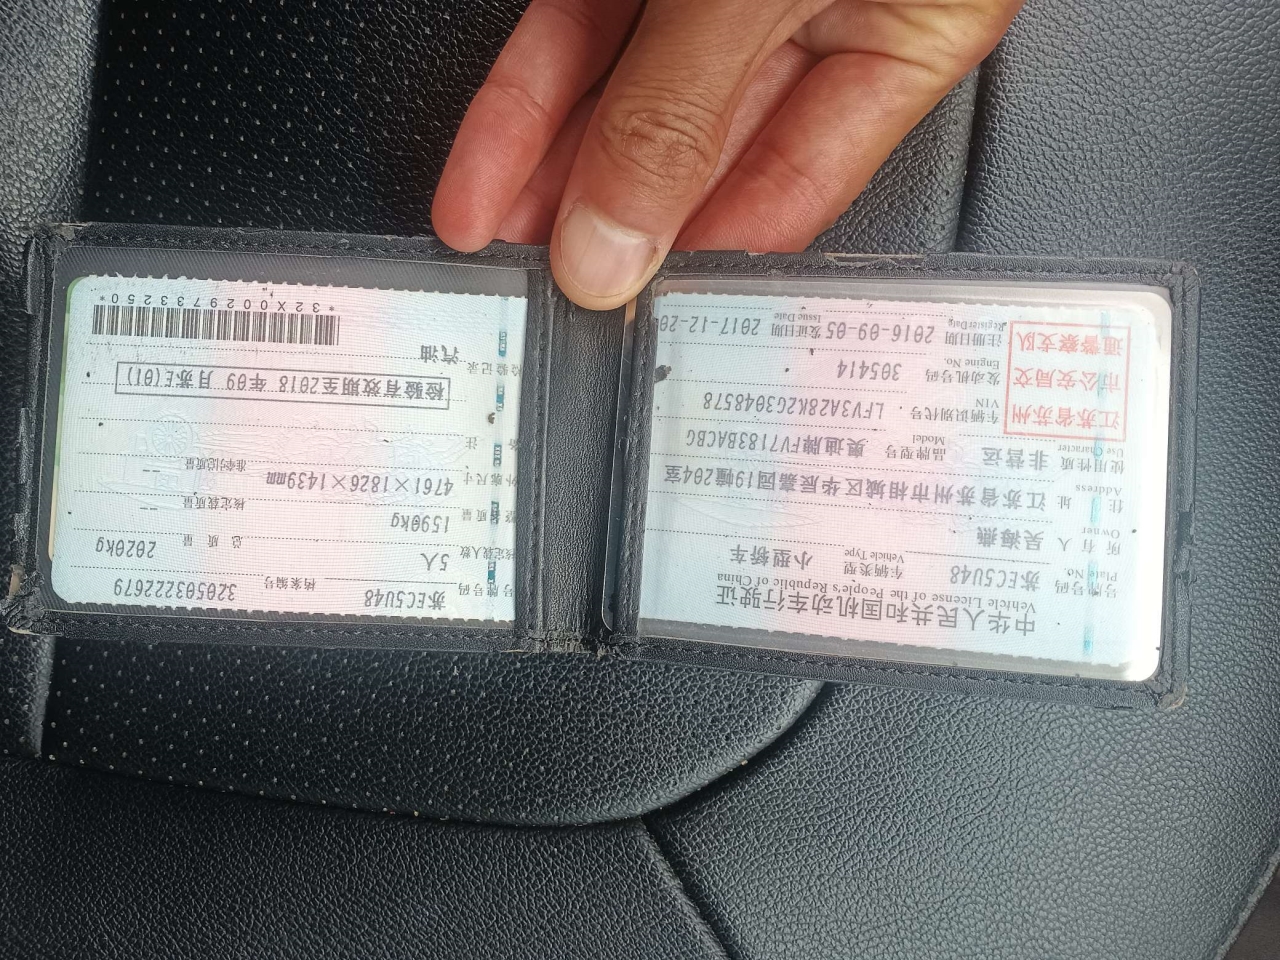 中华人民共和国机动车行驶证
Vehicle License of the People's Republic of China
号牌号码 苏EC5U48 车辆类型 小型轿车
Plate No. Vehicle Type
所有人 吴海燕
Owner
住址 江苏省苏州市相城区华辰嘉园19幢204室
Address
使用性质 非营运 品牌型号 奥迪牌FV7183BACBG
Use Character Model
江苏省苏州
市公安局交
通警察支队
车辆识别代号 LFV3A28K2G3048578
VIN
发动机号码 305414
Engine No.
注册日期 2016-09-05 发证日期 2017-12-20
Register Date Issue Date
号牌号码 苏EC5U48 档案编号 320503222679
核定载人数 5人 总质量 2020kg
整备质量 1590kg 核定载质量 --
外廓尺寸 4761×1826×1439mm 准牵引总质量 --
备注
检验有效期至2018年09月苏E(01)
检验记录
汽油
*32X0029733250*